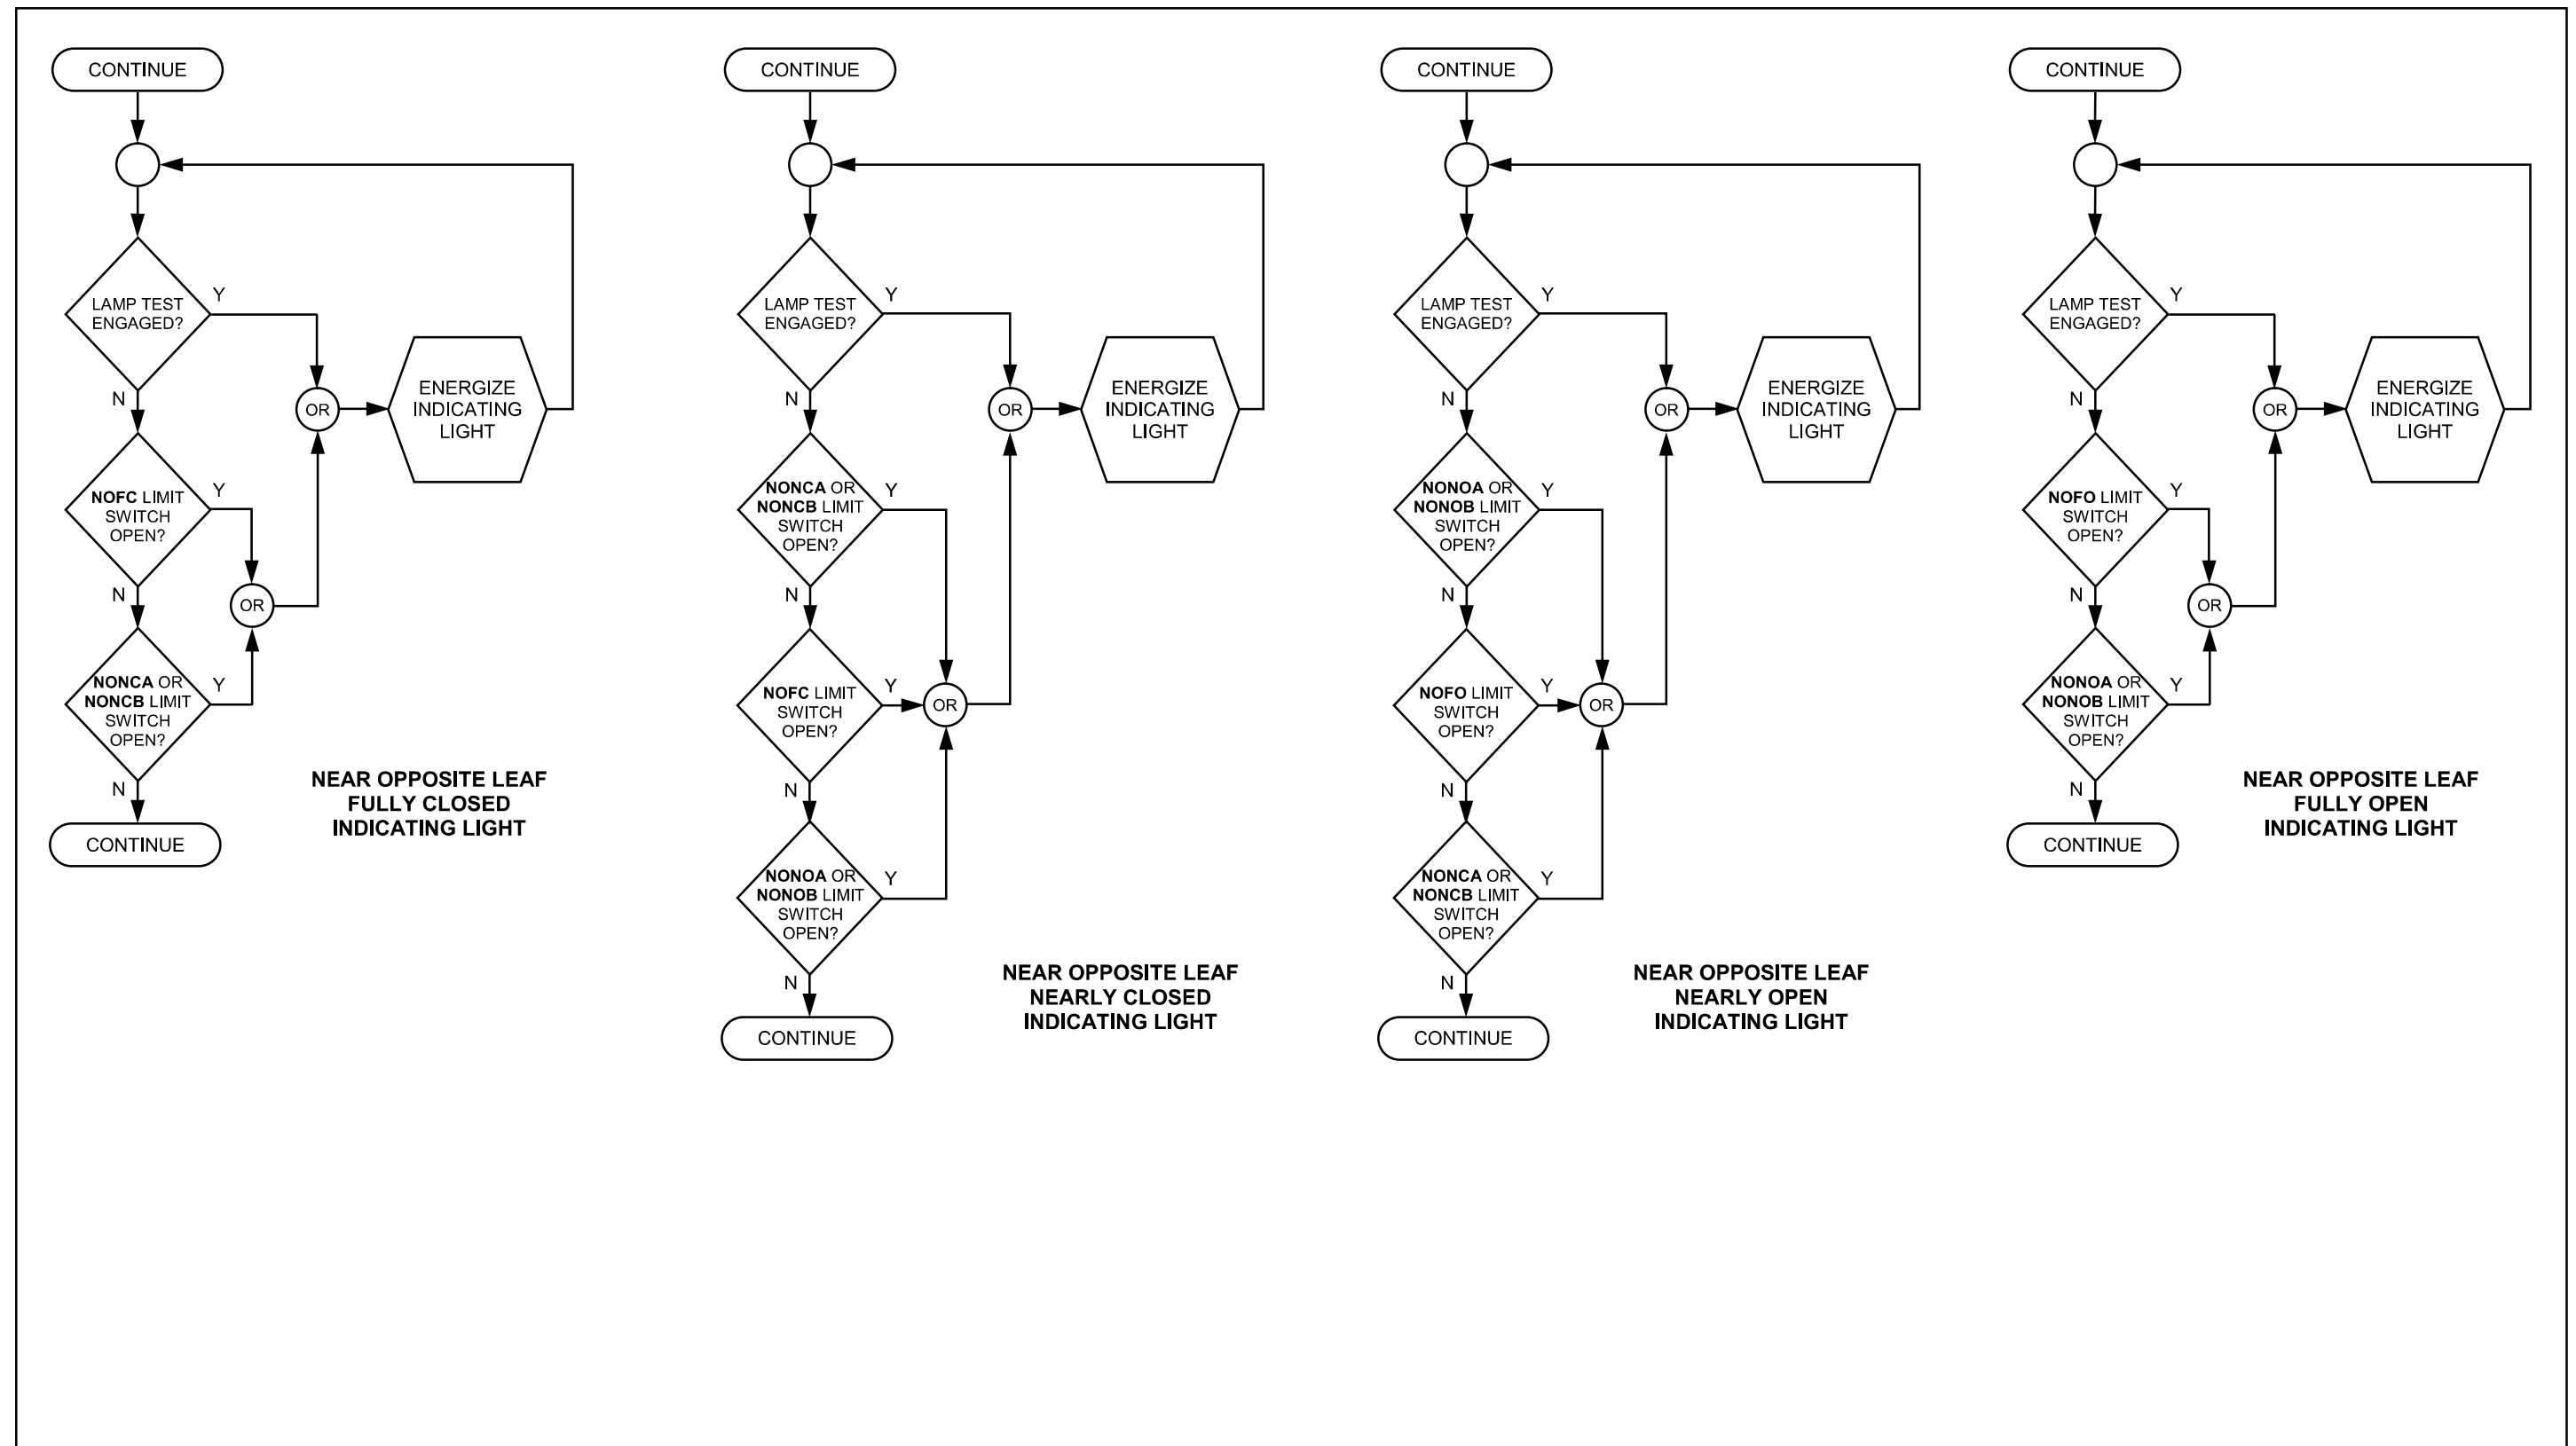 CONTINUE
Y
LAMP TEST
ENGAGED?
N
OR
ENERGIZE
INDICATING
LIGHT
Y
NOFC LIMIT
SWITCH
OPEN?
N
OR
Y
NONCA OR
NONCB LIMIT
SWITCH
OPEN?
N
CONTINUE
NEAR OPPOSITE LEAF
FULLY CLOSED
INDICATING LIGHT
CONTINUE
Y
LAMP TEST
ENGAGED?
N
OR
ENERGIZE
INDICATING
LIGHT
Y
NONCA OR
NONCB LIMIT
SWITCH
OPEN?
N
Y
NOFC LIMIT
SWITCH
OPEN?
OR
N
Y
NONOA OR
NONOB LIMIT
SWITCH
OPEN?
N
CONTINUE
NEAR OPPOSITE LEAF
NEARLY CLOSED
INDICATING LIGHT
CONTINUE
Y
LAMP TEST
ENGAGED?
N
OR
ENERGIZE
INDICATING
LIGHT
Y
NONOA OR
NONOB LIMIT
SWITCH
OPEN?
N
Y
NOFO LIMIT
SWITCH
OPEN?
OR
N
Y
NONCA OR
NONCB LIMIT
SWITCH
OPEN?
N
CONTINUE
NEAR OPPOSITE LEAF
NEARLY OPEN
INDICATING LIGHT
CONTINUE
Y
LAMP TEST
ENGAGED?
N
OR
ENERGIZE
INDICATING
LIGHT
Y
NOFO LIMIT
SWITCH
OPEN?
N
OR
Y
NONOA OR
NONOB LIMIT
SWITCH
OPEN?
N
CONTINUE
NEAR OPPOSITE LEAF
FULLY OPEN
INDICATING LIGHT